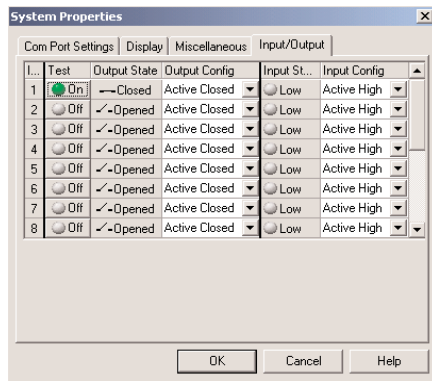 System Properties
Com Port Settings Display Miscellaneous Input/Output
I... Test Output State Output Config Input St... Input Config
1 On Closed Active Closed Low Active High
2 Off Opened Active Closed Low Active High
3 Off Opened Active Closed Low Active High
4 Off Opened Active Closed Low Active High
5 Off Opened Active Closed Low Active High
6 Off Opened Active Closed Low Active High
7 Off Opened Active Closed Low Active High
8 Off Opened Active Closed Low Active High
OK Cancel Help